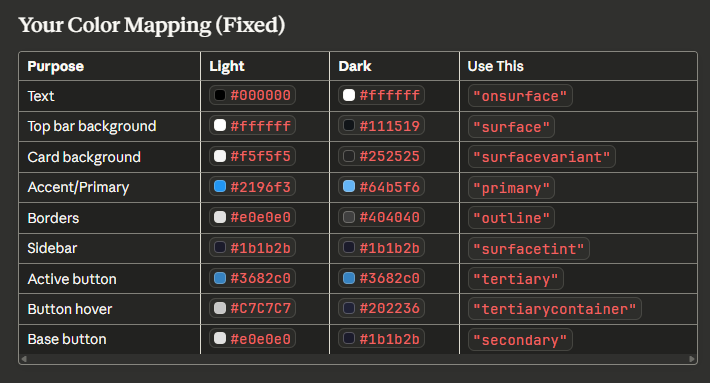 Your Color Mapping (Fixed)
Purpose Light Dark Use This
Text #000000 #ffffff "onsurface"
Top bar background #ffffff #111519 "surface"
Card background #f5f5f5 #252525 "surfacevariant"
Accent/Primary #2196f3 #64b5f6 "primary"
Borders #e0e0e0 #404040 "outline"
Sidebar #1b1b2b #1b1b2b "surfacetint"
Active button #3682c0 #3682c0 "tertiary"
Button hover #C7C7C7 #202236 "tertiarycontainer"
Base button #e0e0e0 #1b1b2b "secondary"